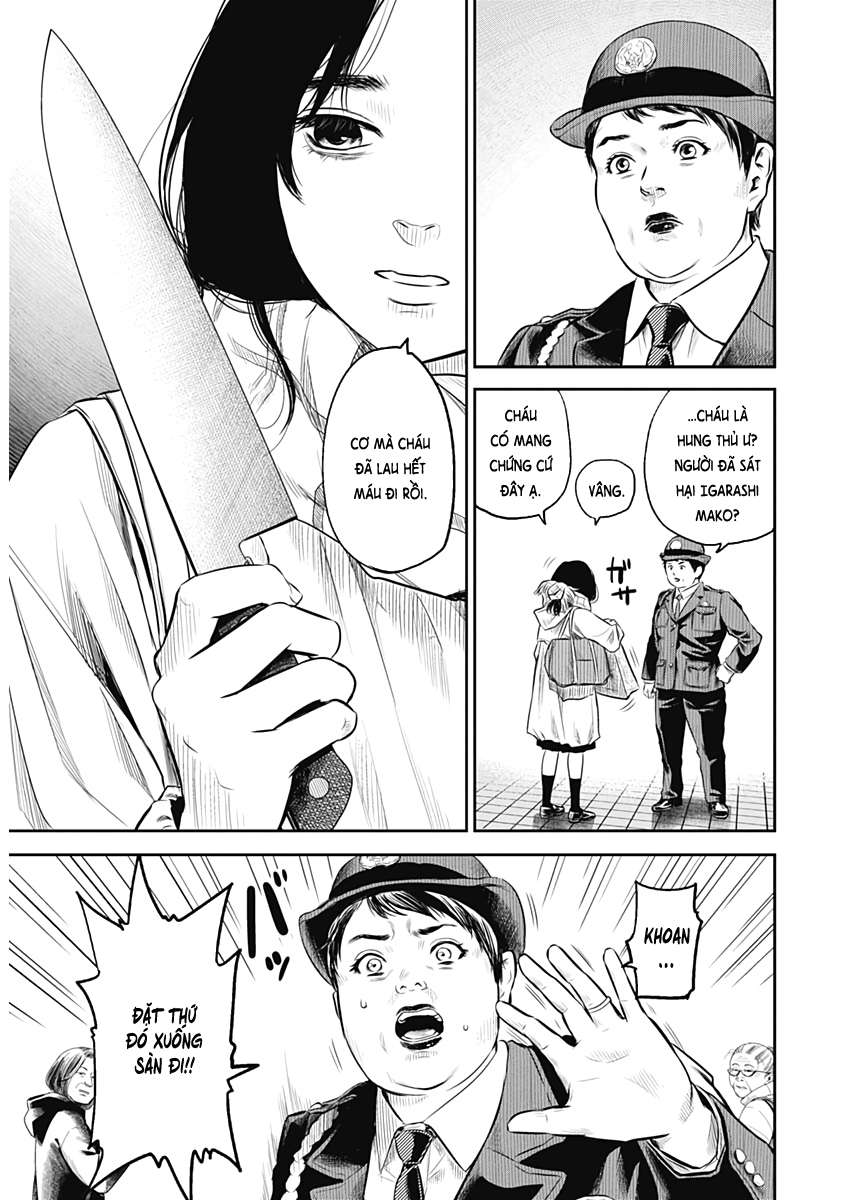 ...CHÁU LÀ
HUNG THỦ Ư?
NGƯỜI ĐÃ SÁT
HẠI IGARASHI
MAKO?
VÂNG.
CHÁU
CÓ MANG
CHỨNG CỨ
ĐÂY Ạ.
ガサ
CƠ MÀ CHÁU
ĐÃ LAU HẾT
MÁU ĐI RỒI.
KHOAN
...
バッ
ĐẶT THỨ
ĐÓ XUỐNG
SÀN ĐI!!